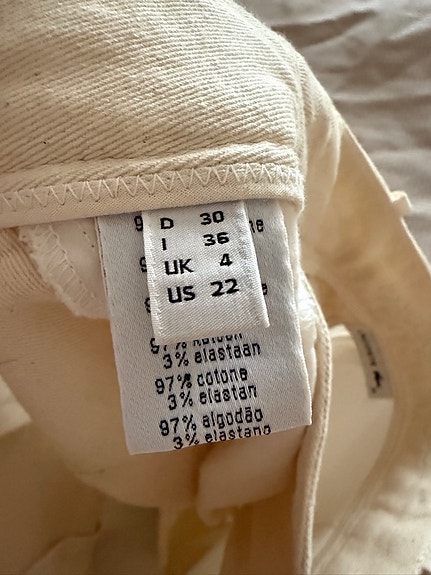 D 30
I 36
UK 4
US 22
3% elastaan
97% cotone
3% elastan
97% algodão
3% elastano